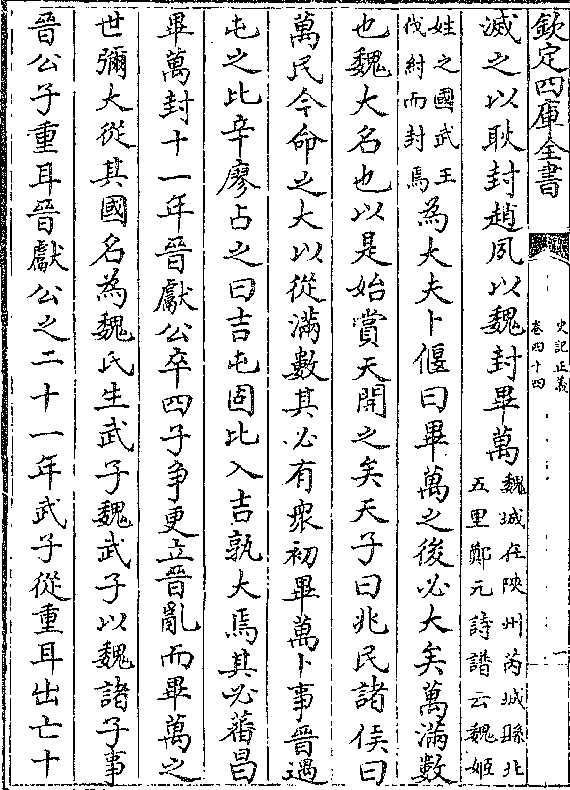 欽定四庫全書
史記正義
卷四十四
一
滅之以耿封趙夙以魏封畢萬魏城在陜州芮城縣北
五里鄭元詩譜云魏姬
姓之國武王
伐紂而封焉為大夫卜偃曰畢萬之後必大矣萬滿數
也魏大名也以是始賞天開之矣天子曰兆民諸侯曰
萬民今命之大以從滿數其必有衆初畢萬卜事晉遇
屯之比辛廖占之曰吉屯固比入吉孰大焉其必蕃昌
畢萬封十一年晉獻公卒四子争更立晉亂而畢萬之
世彌大從其國名為魏氏生武子魏武子以魏諸子事
晉公子重耳晉獻公之二十一年武子從重耳出亡十